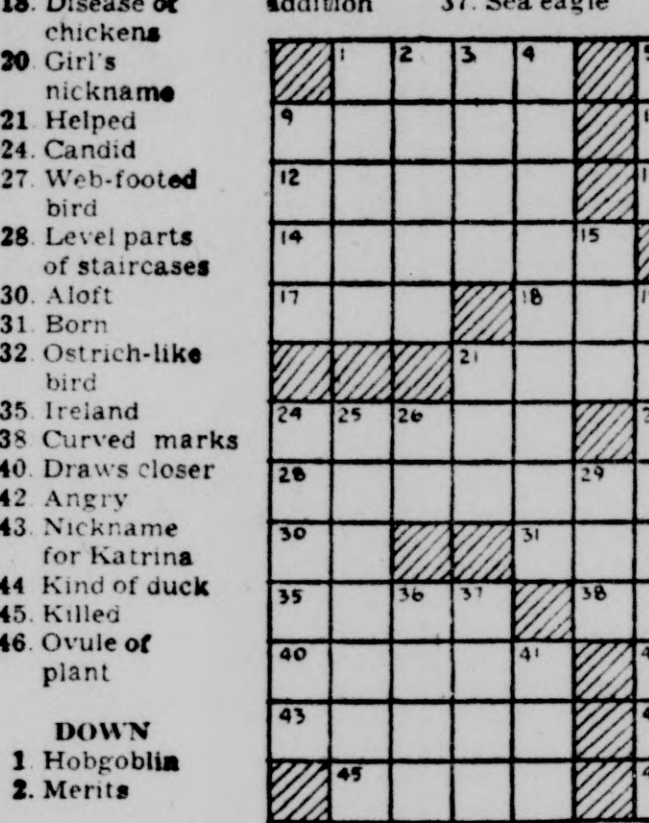 18. Disease of
chickens
20. Girl's
nickname
21. Helped
24. Candid
27. Web-footed
bird
28. Level parts
of staircases
30. Aloft
31. Born
32. Ostrich-like
bird
35. Ireland
38. Curved marks
40. Draws closer
42. Angry
43. Nickname
for Katrina
44. Kind of duck
45. Killed
46. Ovule of
plant
DOWN
1. Hobgoblin
2. Merits
addition 37. Sea eagle
1 2 3 4
9
12
14 15
17 18
21
24 25 26
28 29
30 31
35 36 37 38
40 41
43
45